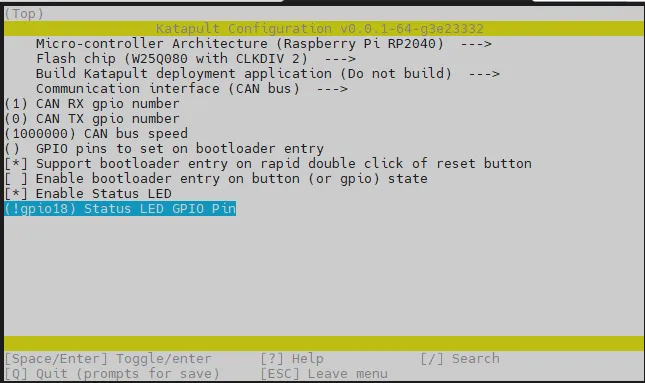 (Top)
Katapult Configuration v0.0.1-64-g3e23332
Micro-controller Architecture (Raspberry Pi RP2040)  --->
Flash chip (W25Q080 with CLKDIV 2)  --->
Build Katapult deployment application (Do not build)  --->
Communication interface (CAN bus)  --->
(1) CAN RX gpio number
(0) CAN TX gpio number
(1000000) CAN bus speed
()  GPIO pins to set on bootloader entry
[*] Support bootloader entry on rapid double click of reset button
[ ] Enable bootloader entry on button (or gpio) state
[*] Enable Status LED
(!gpio18) Status LED GPIO Pin
[Space/Enter] Toggle/enter      [?] Help            [/] Search
[Q] Quit (prompts for save)     [ESC] Leave menu